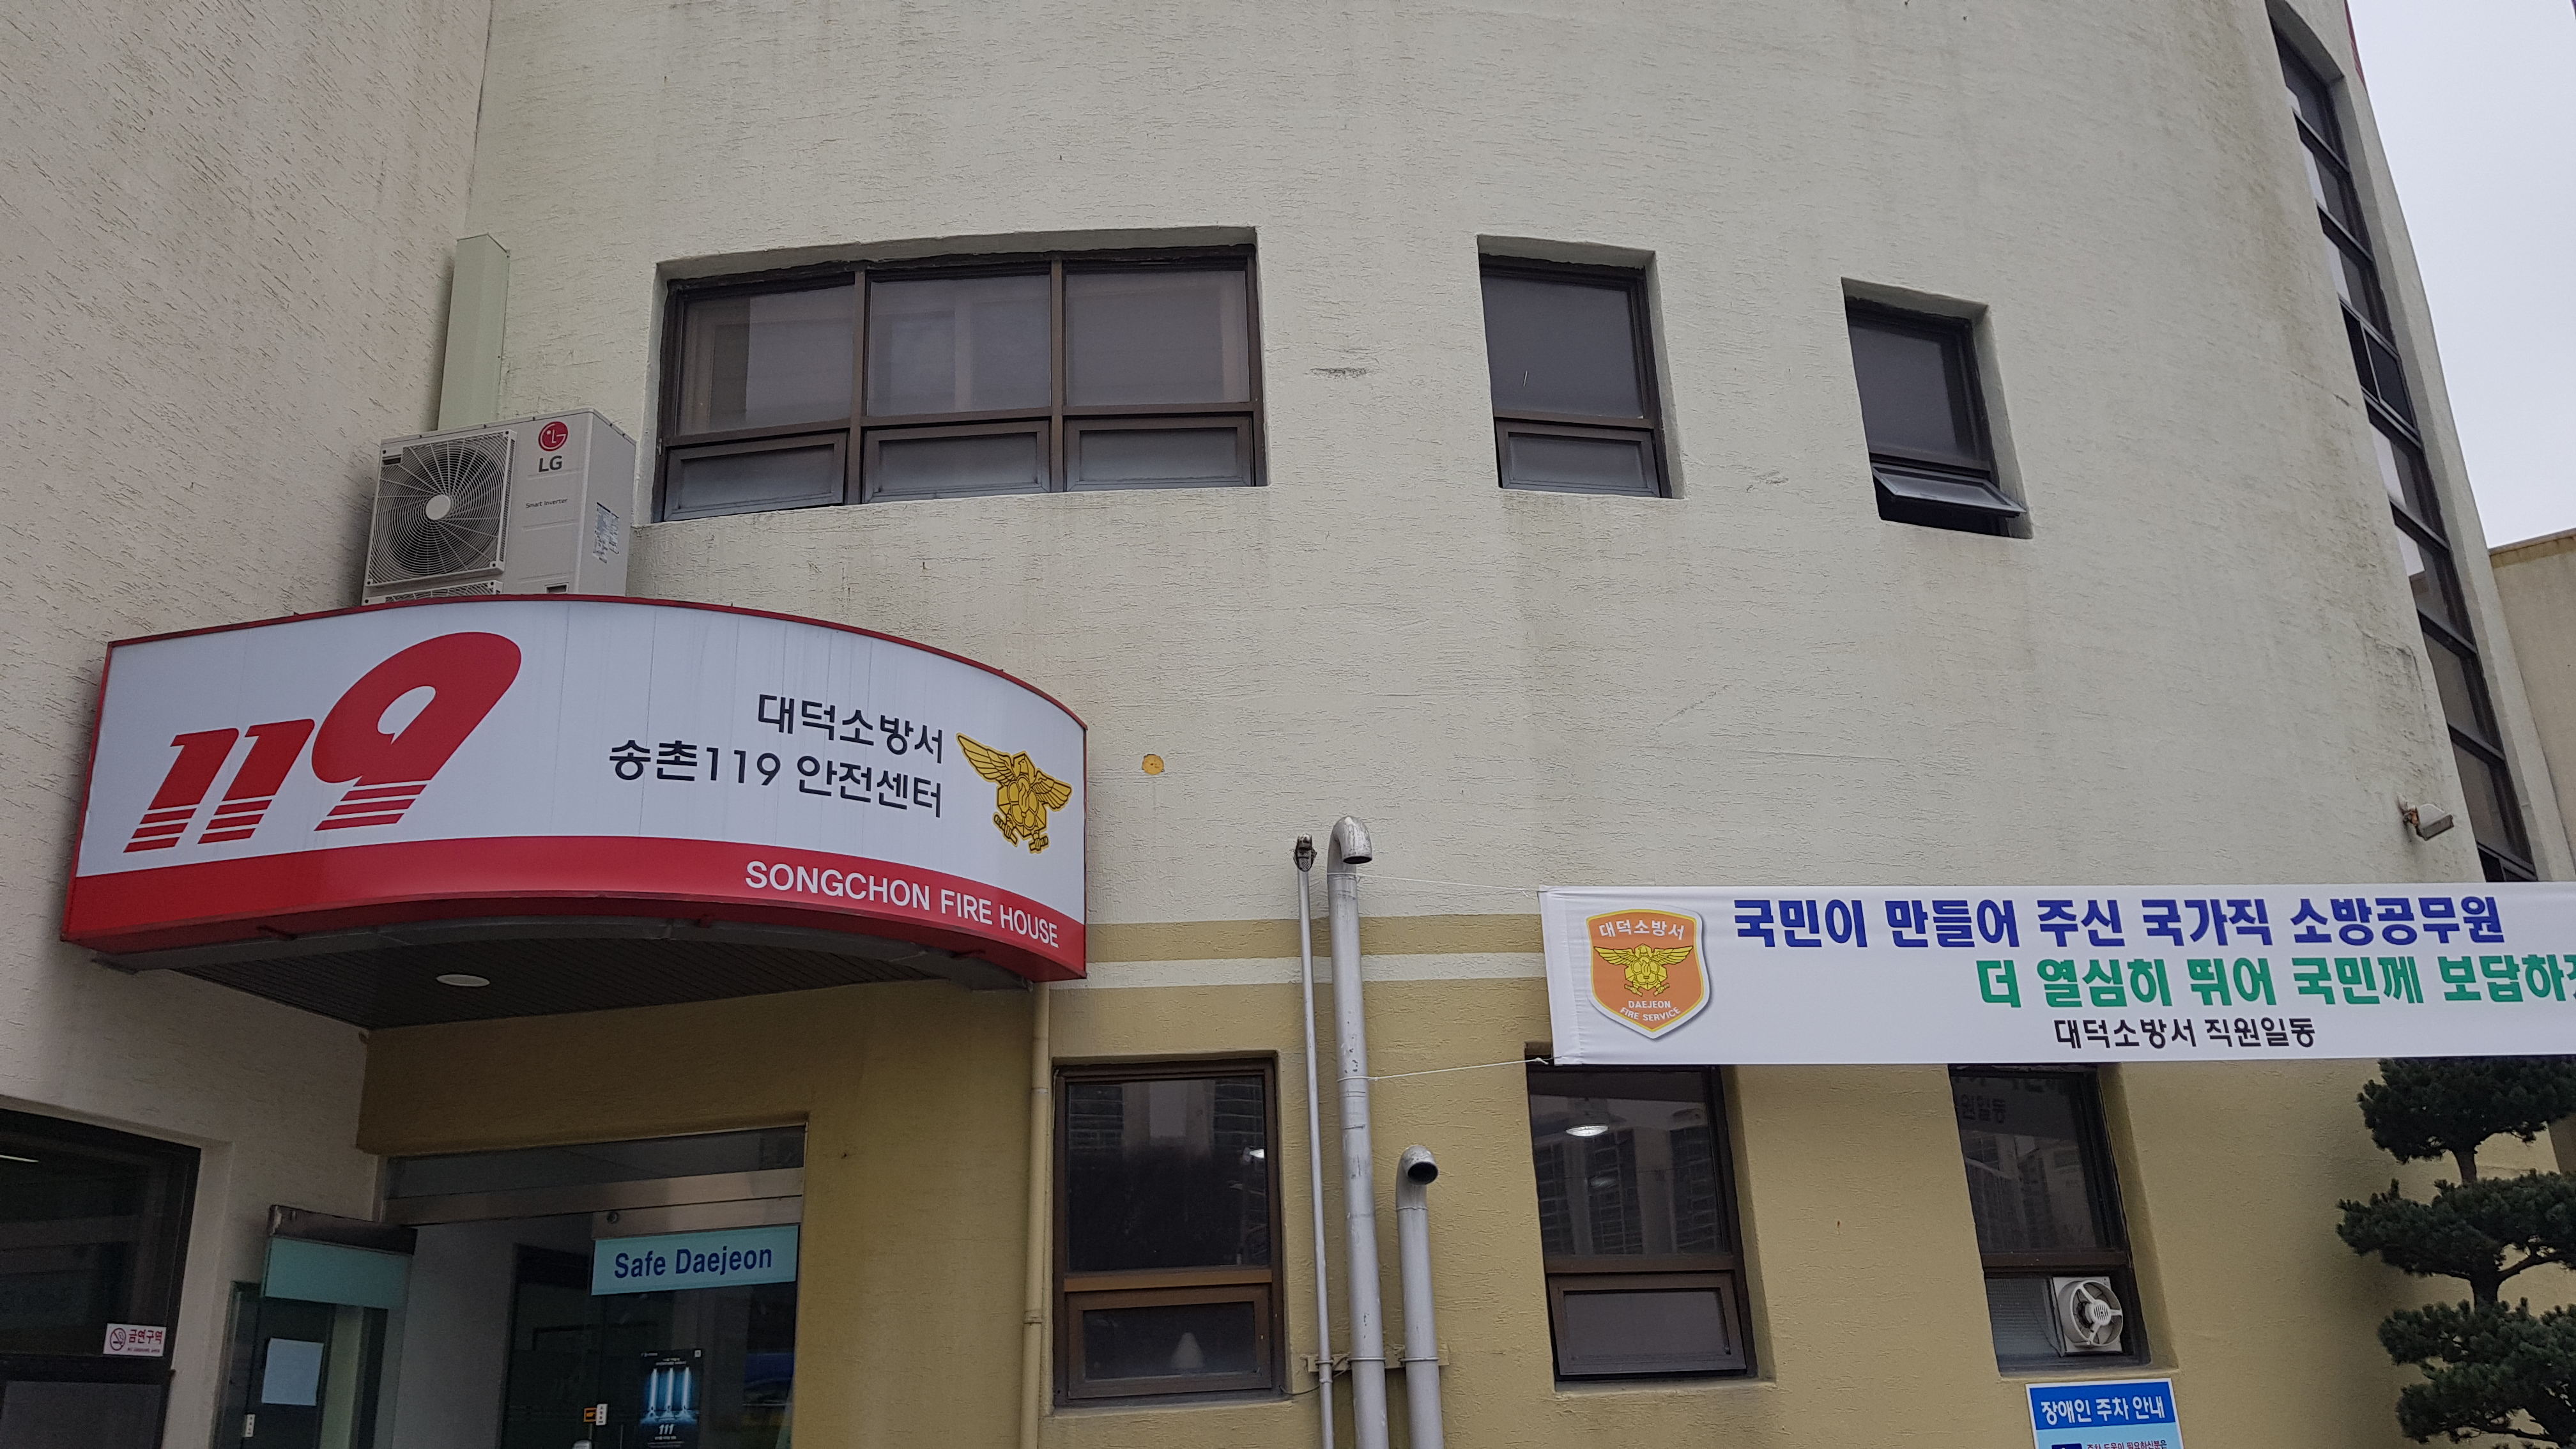 LG
Smart Inverter
119
대덕소방서
송촌119 안전센터
SONGCHON FIRE HOUSE
대덕소방서
DAEJEON
FIRE SERVICE
국민이 만들어 주신 국가직 소방공무원
더 열심히 뛰어 국민께
대덕소방서 직원일동
Safe Daejeon
금연구역
111
장애인 주차 안내